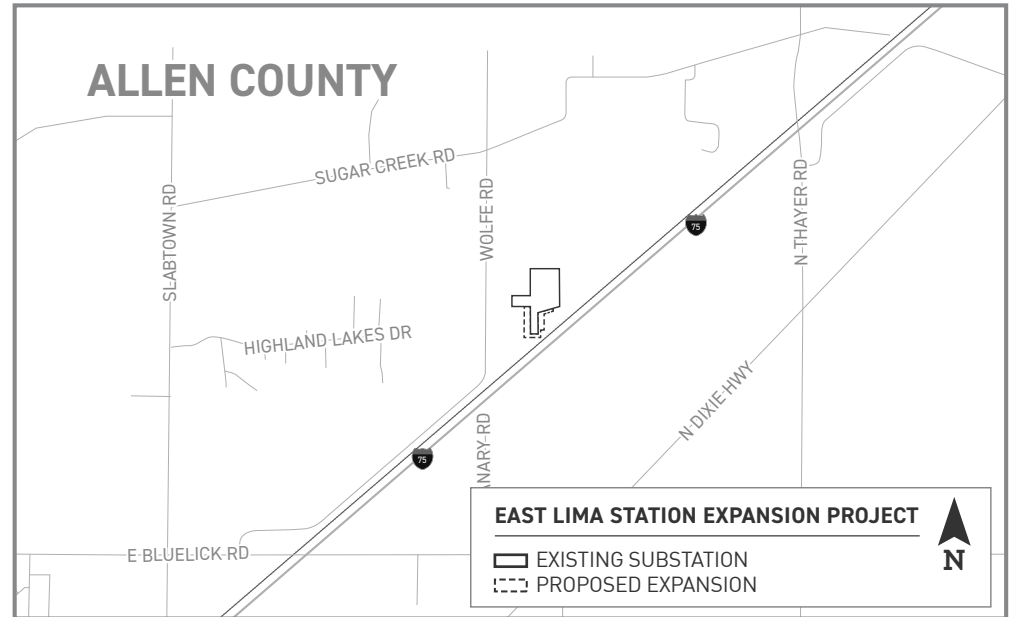 ALLEN COUNTY
SUGAR CREEK RD
SLABTOWN RD
WOLFE RD
N THAYER RD
75
HIGHLAND LAKES DR
N DIXIE HWY
ANARY RD
75
E BLUELICK RD
EAST LIMA STATION EXPANSION PROJECT
EXISTING SUBSTATION
PROPOSED EXPANSION
N